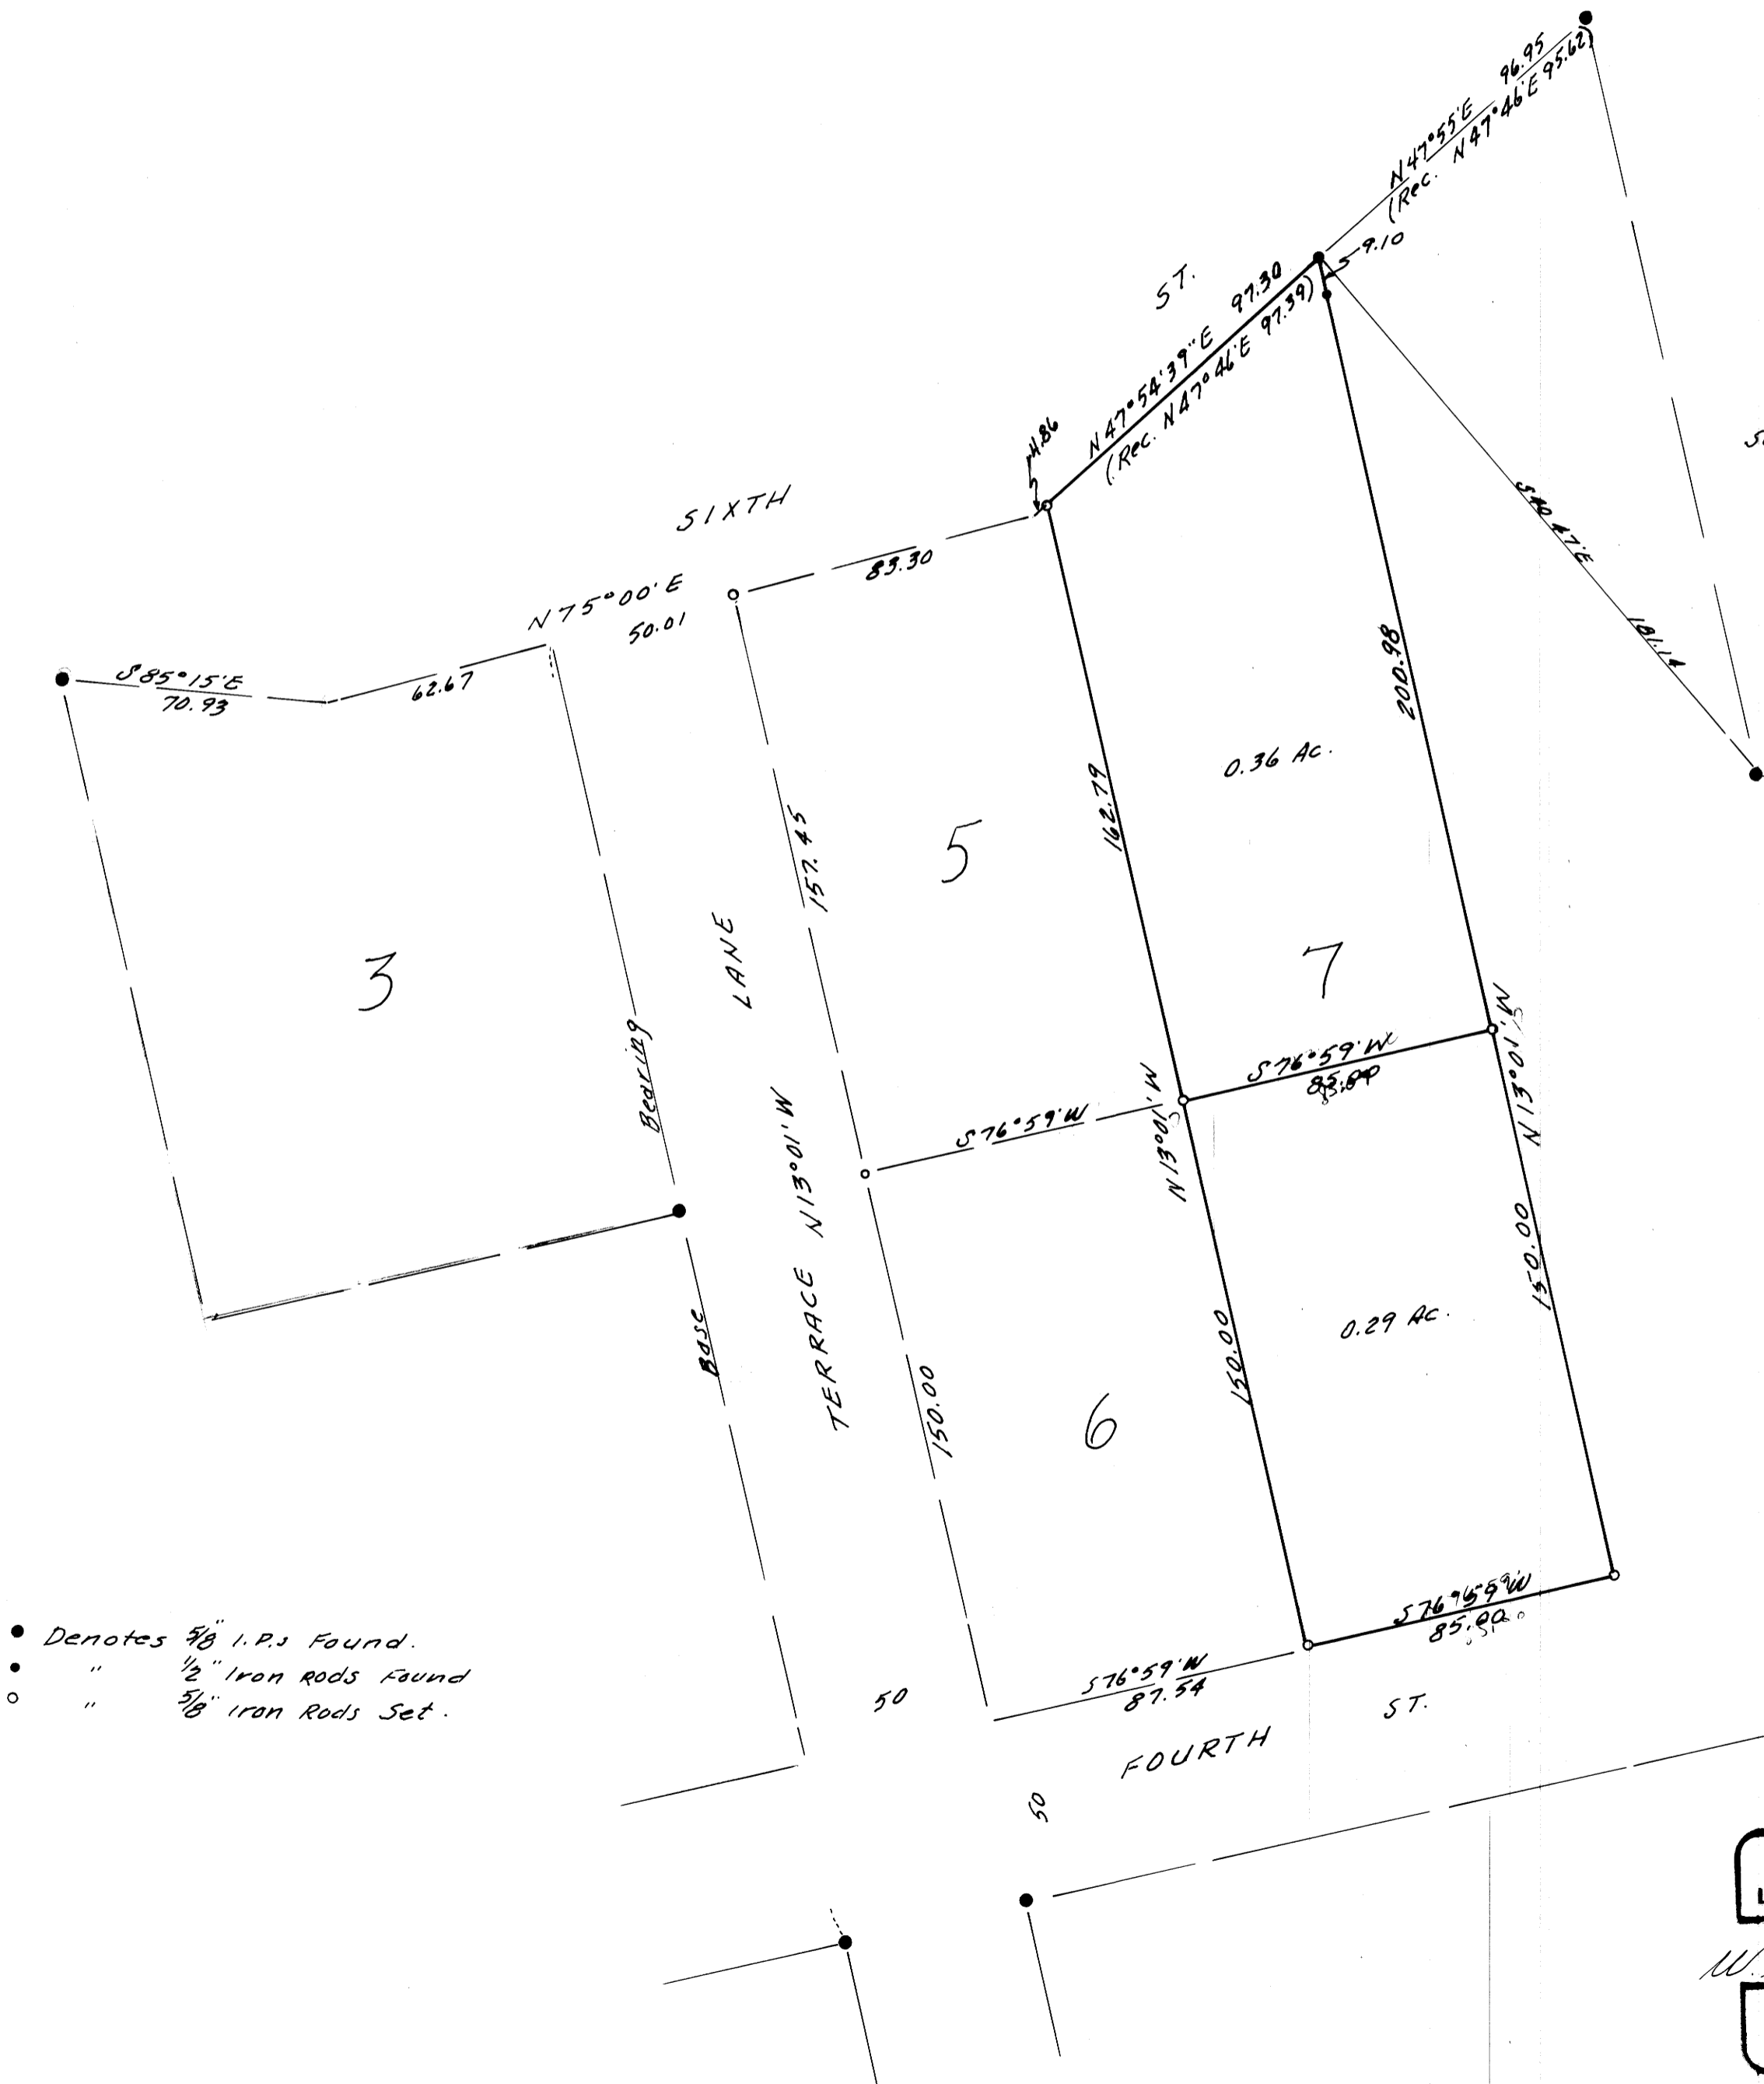 96.95
N47°55'E
(Rec. N47°46'E 95.62)
9.10
ST.
97.30
N47°54'39"E
(Rec. N47°46'E 97.39)
4.86
SIXTH
83.30
N75°00'E
50.01
S85°15'E
70.93
62.67
S40°47'E
181.14
200.98
0.36 Ac.
162.79
157.45
5
LANE
3
7
Bearing
N13°01'W
S76°59'W
85.00
S76°59'W
N13°01'W
TERRACE N13°01'W
Base
150.00
0.29 Ac.
150.00
150.00
6
S76°59'W
85.00
● Denotes 5/8" I.P.s Found.
• " 1/2" Iron Rods Found
○ " 5/8" Iron Rods Set.
S76°59'W
87.54
50
ST.
FOURTH
50
W.